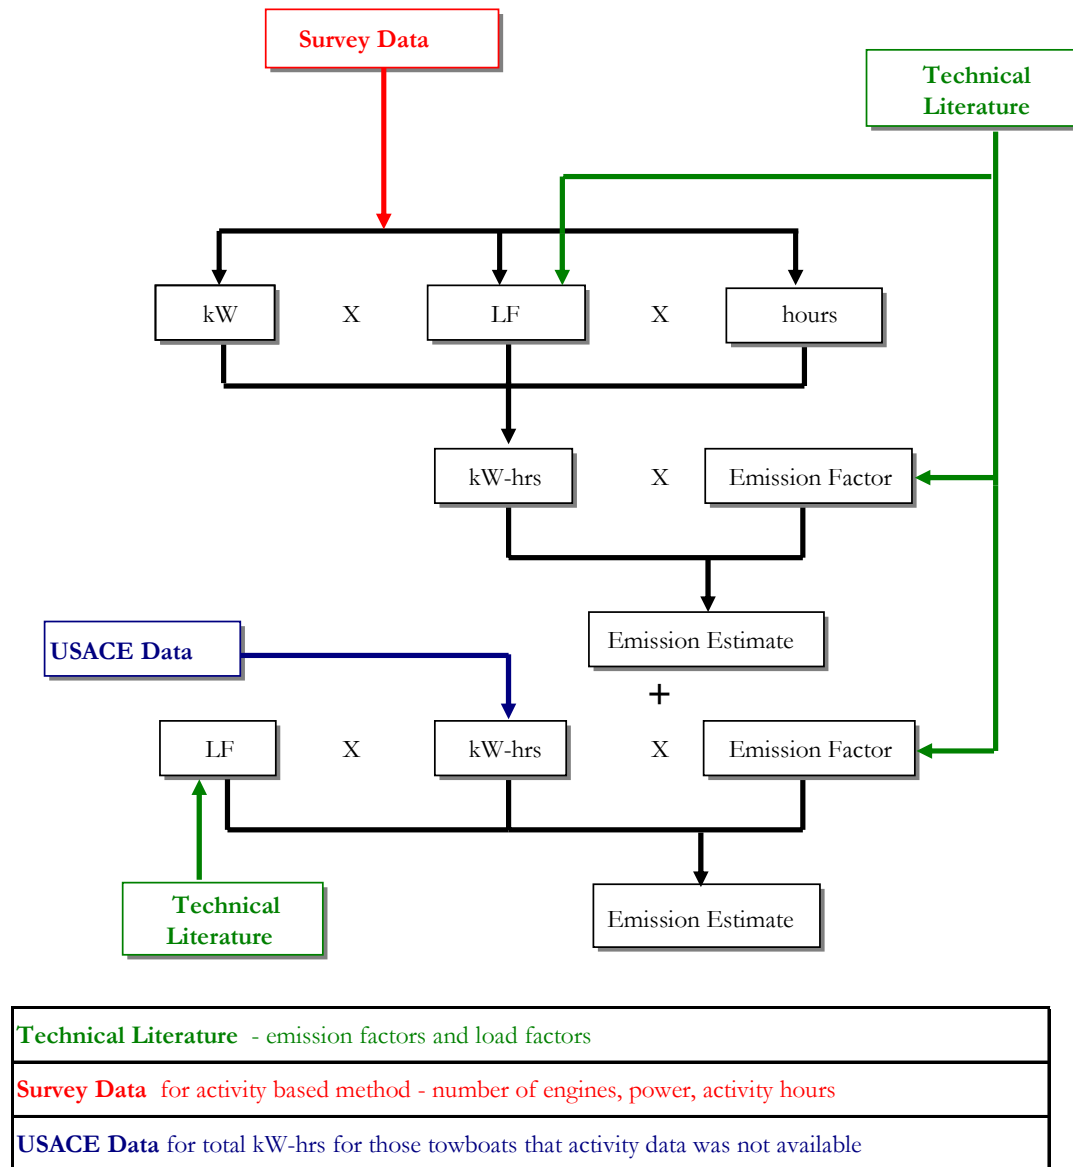 Survey Data
Technical
Literature
kW X LF X hours
kW-hrs X Emission Factor
Emission Estimate
USACE Data
+
LF X kW-hrs X Emission Factor
Technical
Literature
Emission Estimate
Technical Literature - emission factors and load factors
Survey Data for activity based method - number of engines, power, activity hours
USACE Data for total kW-hrs for those towboats that activity data was not available